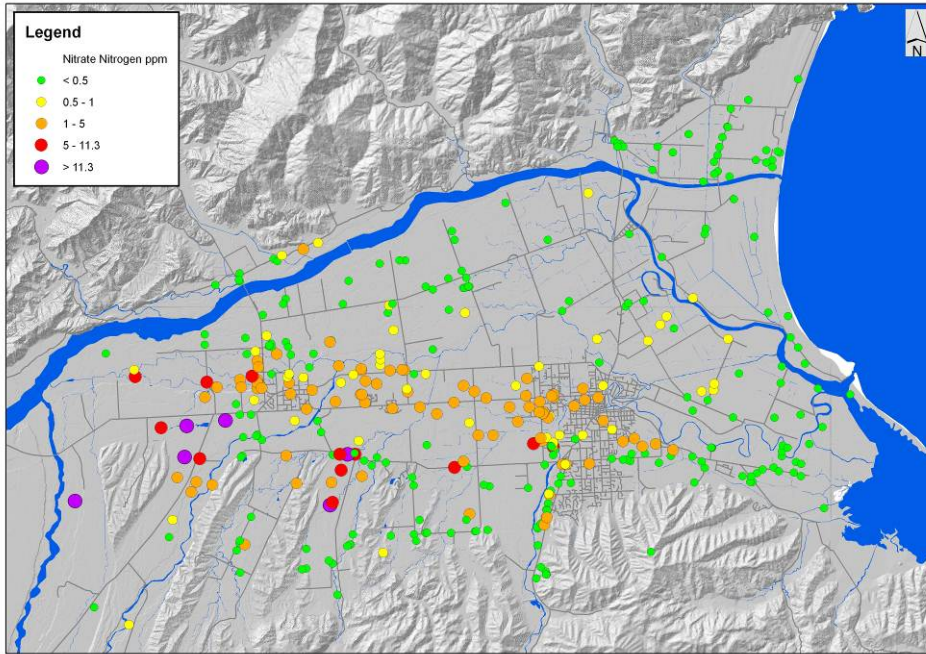 Legend
Nitrate Nitrogen ppm
< 0.5
0.5 - 1
1 - 5
5 - 11.3
> 11.3
N